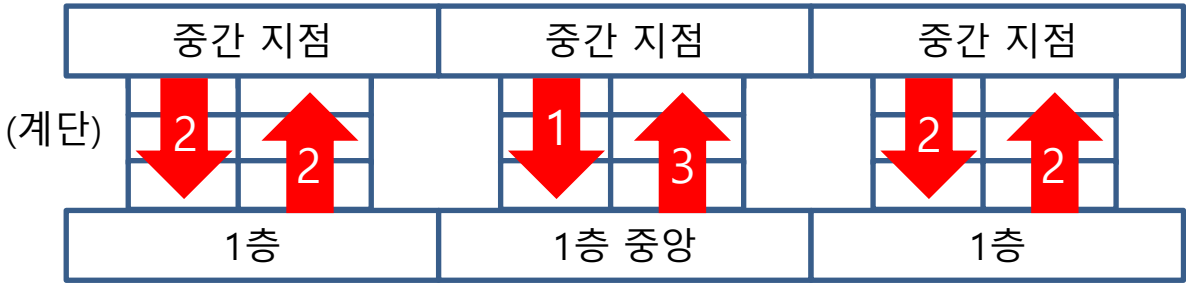 중간 지점 중간 지점 중간 지점
(계단) 2 2 1 3 2 2
1층 1층 중앙 1층